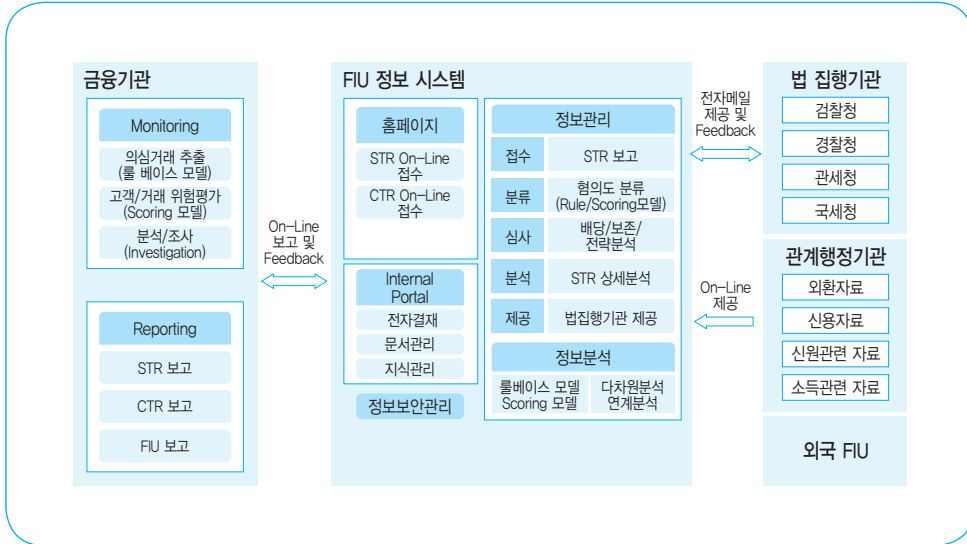 금융기관
Monitoring
의심거래 추출
(룰 베이스 모델)
고객/거래 위험평가
(Scoring 모델)
분석/조사
(Investigation)
Reporting
STR 보고
CTR 보고
FIU 보고
On-Line
보고 및
Feedback
FIU 정보 시스템
홈페이지
STR On-Line
접수
CTR On-Line
접수
Internal
Portal
전자결재
문서관리
지식관리
정보보안관리
정보관리
접수 STR 보고
분류 혐의도 분류
(Rule/Scoring모델)
심사 배당/보존/
전략분석
분석 STR 상세분석
제공 법집행기관 제공
정보분석
룰베이스 모델 다차원분석
Scoring 모델 연계분석
전자메일
제공 및
Feedback
On-Line
제공
법 집행기관
검찰청
경찰청
관세청
국세청
관계행정기관
외환자료
신용자료
신원관련 자료
소득관련 자료
외국 FIU